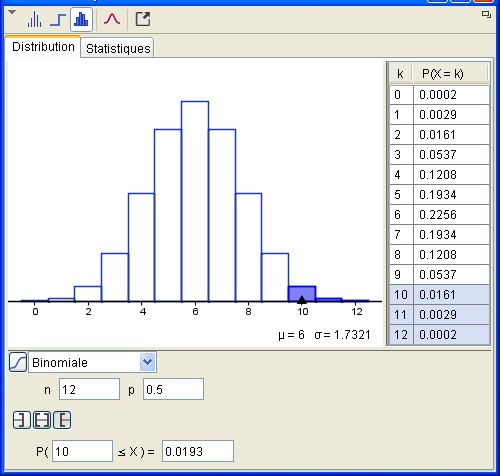 Distribution Statistiques
k P(X = k)
0 0.0002
1 0.0029
2 0.0161
3 0.0537
4 0.1208
5 0.1934
6 0.2256
7 0.1934
8 0.1208
9 0.0537
10 0.0161
11 0.0029
12 0.0002
0 2 4 6 8 10 12
μ = 6 σ = 1.7321
Binomiale
n 12 p 0.5
P( 10 ≤ X ) = 0.0193